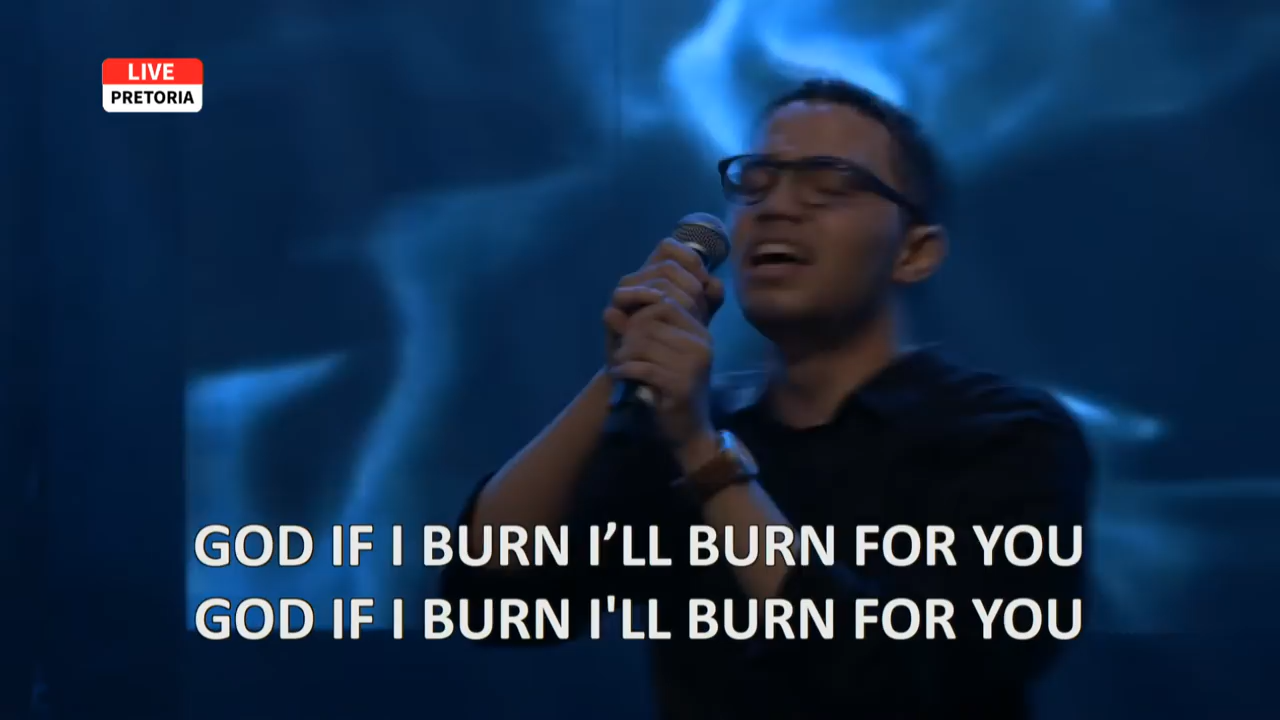 LIVE
PRETORIA
GOD IF I BURN I’LL BURN FOR YOU
GOD IF I BURN I'LL BURN FOR YOU